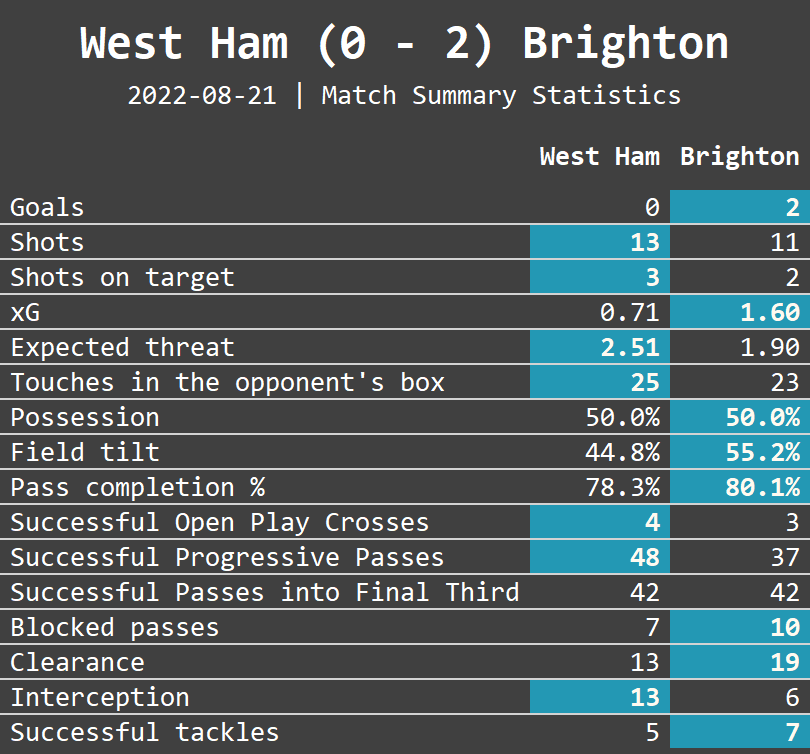 West Ham (0 - 2) Brighton
2022-08-21 | Match Summary Statistics
West Ham Brighton
Goals 0 2
Shots 13 11
Shots on target 3 2
xG 0.71 1.60
Expected threat 2.51 1.90
Touches in the opponent's box 25 23
Possession 50.0% 50.0%
Field tilt 44.8% 55.2%
Pass completion % 78.3% 80.1%
Successful Open Play Crosses 4 3
Successful Progressive Passes 48 37
Successful Passes into Final Third 42 42
Blocked passes 7 10
Clearance 13 19
Interception 13 6
Successful tackles 5 7